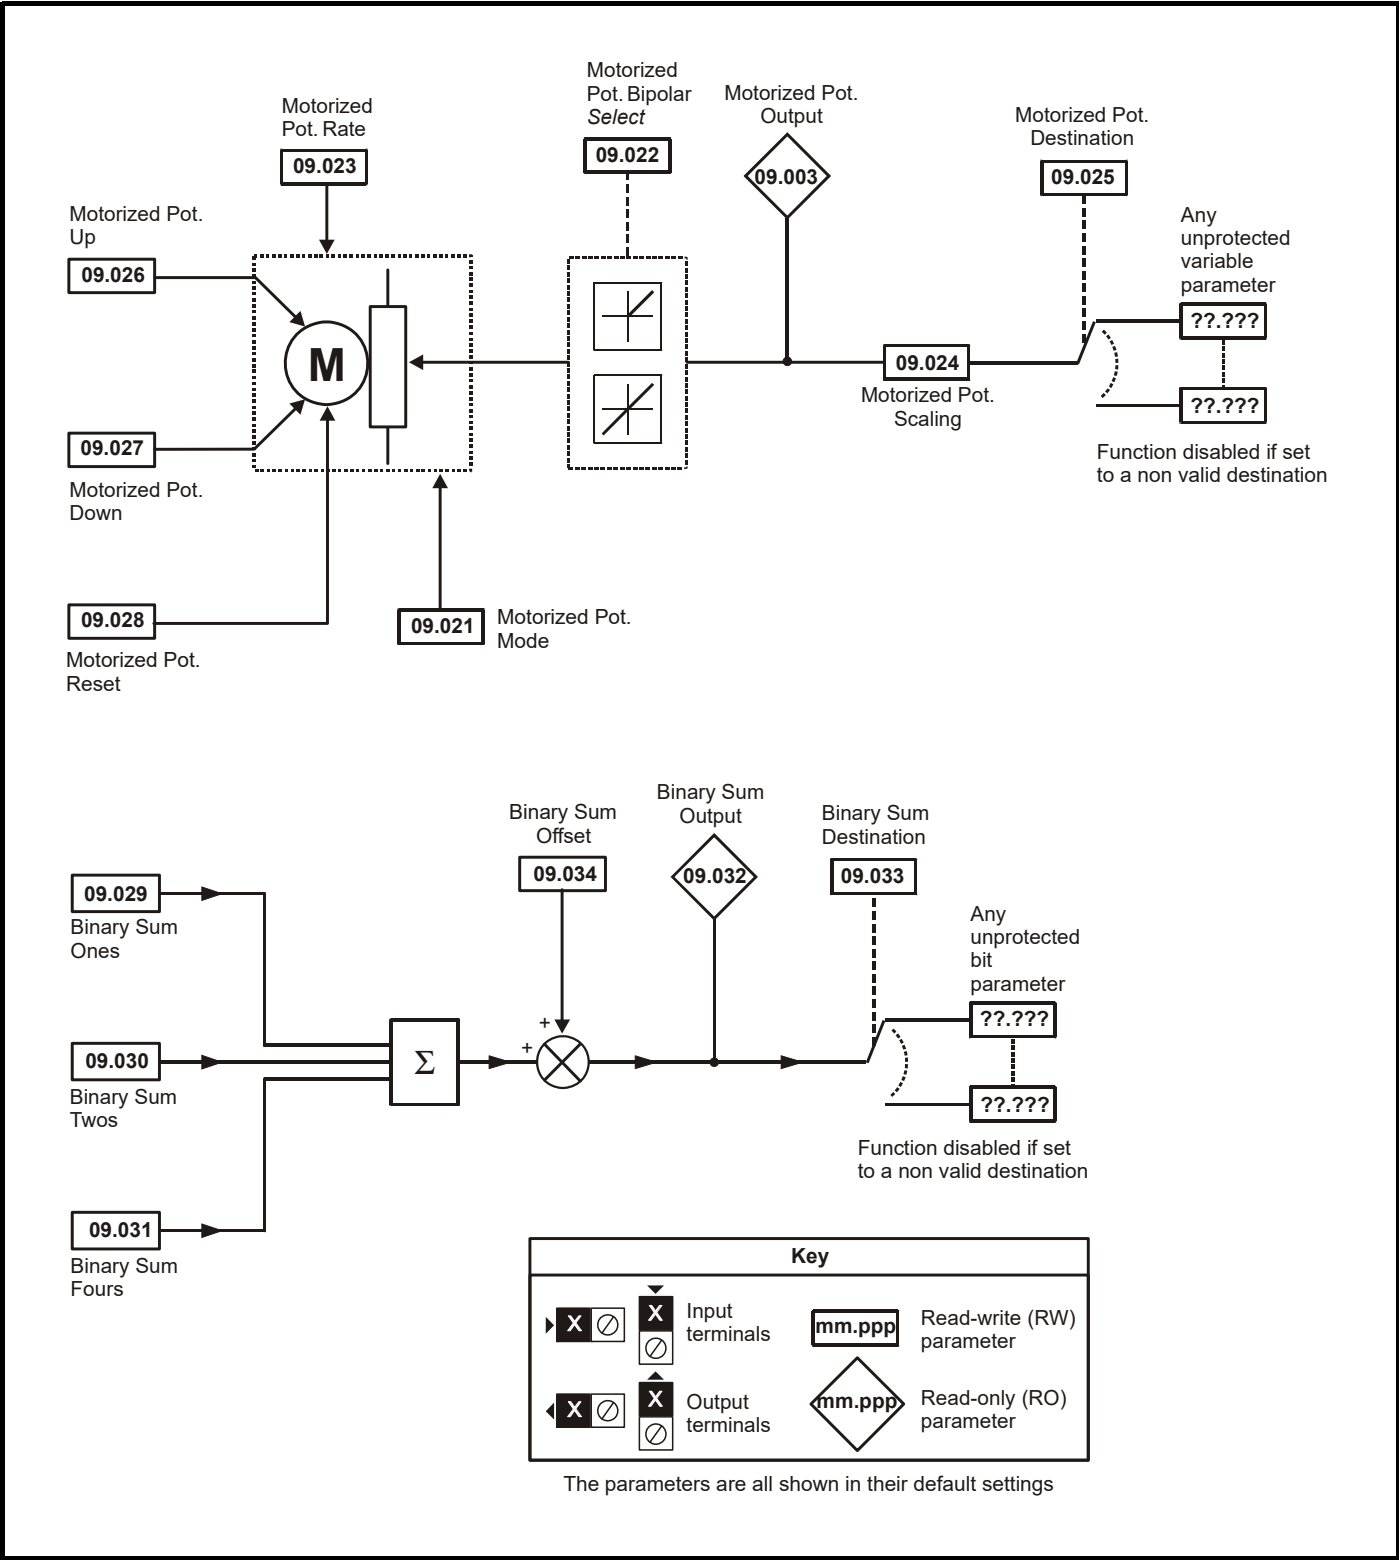 Motorized
Pot. Rate
09.023
Motorized
Pot. Bipolar
Select
09.022
Motorized Pot.
Output
09.003
Motorized Pot.
Destination
09.025
Any
unprotected
variable
parameter
??.???
??.???
Function disabled if set
to a non valid destination
Motorized Pot.
Up
09.026
M
09.024
Motorized Pot.
Scaling
09.027
Motorized Pot.
Down
09.028
Motorized Pot.
Reset
09.021
Motorized Pot.
Mode
Binary Sum
Offset
09.034
Binary Sum
Output
09.032
Binary Sum
Destination
09.033
09.029
Binary Sum
Ones
Any
unprotected
bit
parameter
??.???
??.???
09.030
Binary Sum
Twos
Σ
+
+
Function disabled if set
to a non valid destination
09.031
Binary Sum
Fours
Key
X
X
Input
terminals
mm.ppp
Read-write (RW)
parameter
X
X
Output
terminals
mm.ppp
Read-only (RO)
parameter
The parameters are all shown in their default settings